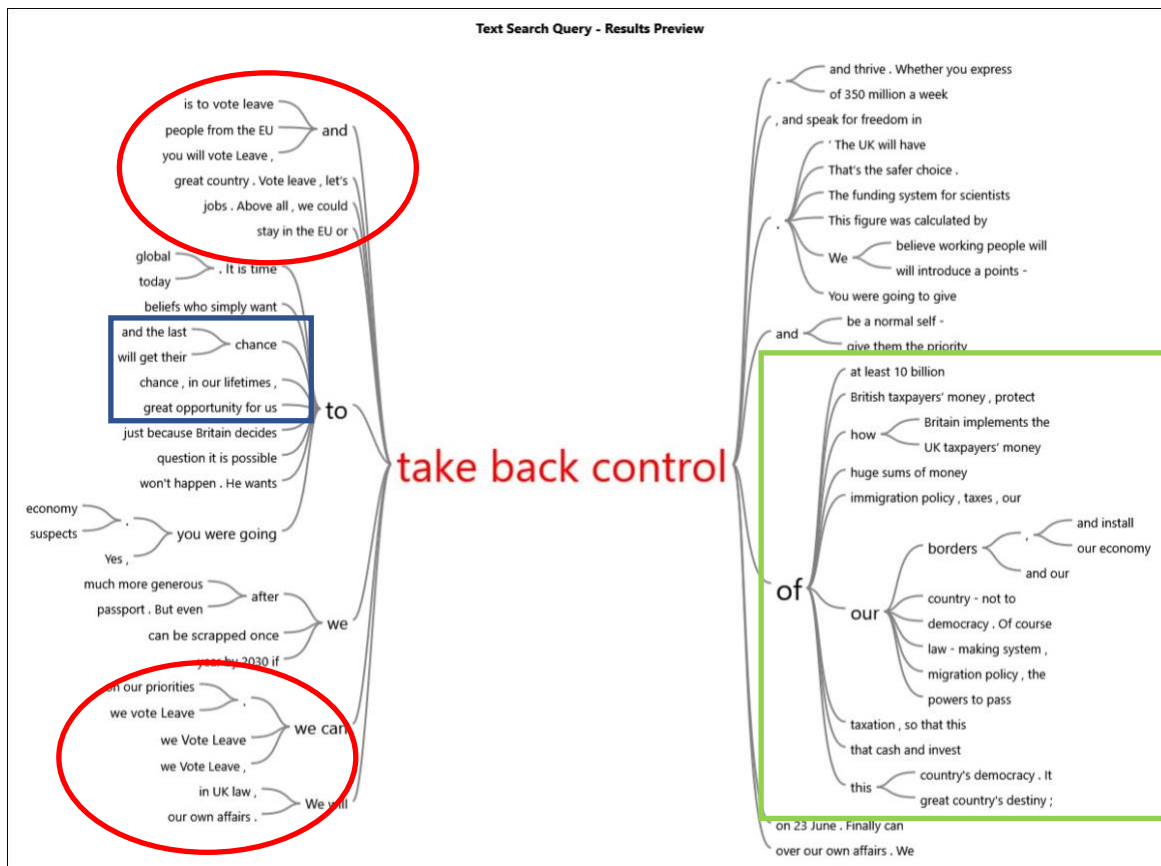 Text Search Query - Results Preview
is to vote leave
people from the EU
and
you will vote Leave ,
great country . Vote leave , let's
jobs . Above all , we could
stay in the EU or
global
. It is time
today
beliefs who simply want
and the last
chance
will get their
chance , in our lifetimes ,
great opportunity for us
to
just because Britain decides
question it is possible
won't happen . He wants
economy
.
suspects
you were going
Yes ,
much more generous
after
passport . But even
we
can be scrapped once
year by 2030 if
on our priorities
.
we vote Leave
we can
we Vote Leave
we Vote Leave ,
in UK law ,
We will
our own affairs .
take back control
-
and thrive . Whether you express
of 350 million a week
, and speak for freedom in
.
' The UK will have
That's the safer choice .
The funding system for scientists
This figure was calculated by
We
believe working people will
will introduce a points -
You were going to give
and
be a normal self -
give them the priority
of
at least 10 billion
British taxpayers' money , protect
how
Britain implements the
UK taxpayers' money
huge sums of money
immigration policy , taxes , our
our
borders
,
and install
our economy
and our
country - not to
democracy . Of course
law - making system ,
migration policy , the
powers to pass
taxation , so that this
that cash and invest
this
country's democracy . It
great country's destiny ;
on 23 June . Finally can
over our own affairs . We